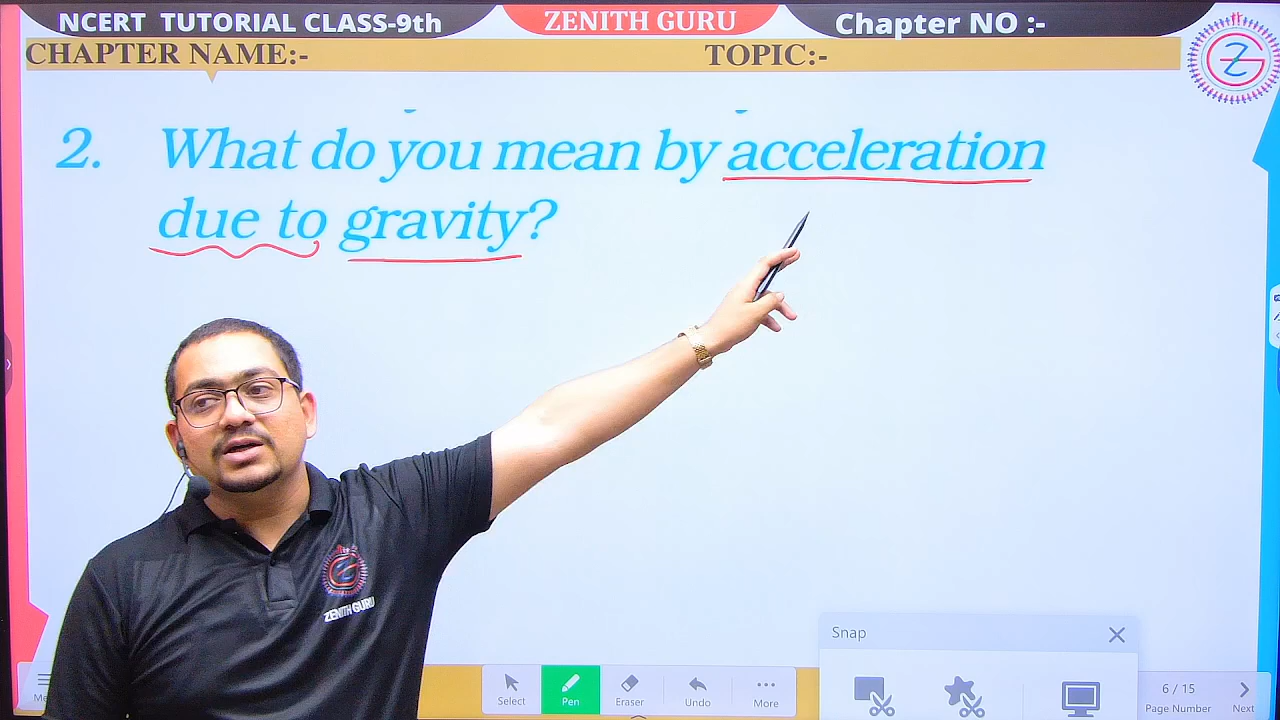 NCERT TUTORIAL CLASS-9th
ZENITH GURU
Chapter NO :-
CHAPTER NAME:-
TOPIC:-
2. What do you mean by acceleration
due to gravity?
ZENITH GURU
Snap
Select
Pen
Eraser
Undo
More
6 / 15
Page Number
Next